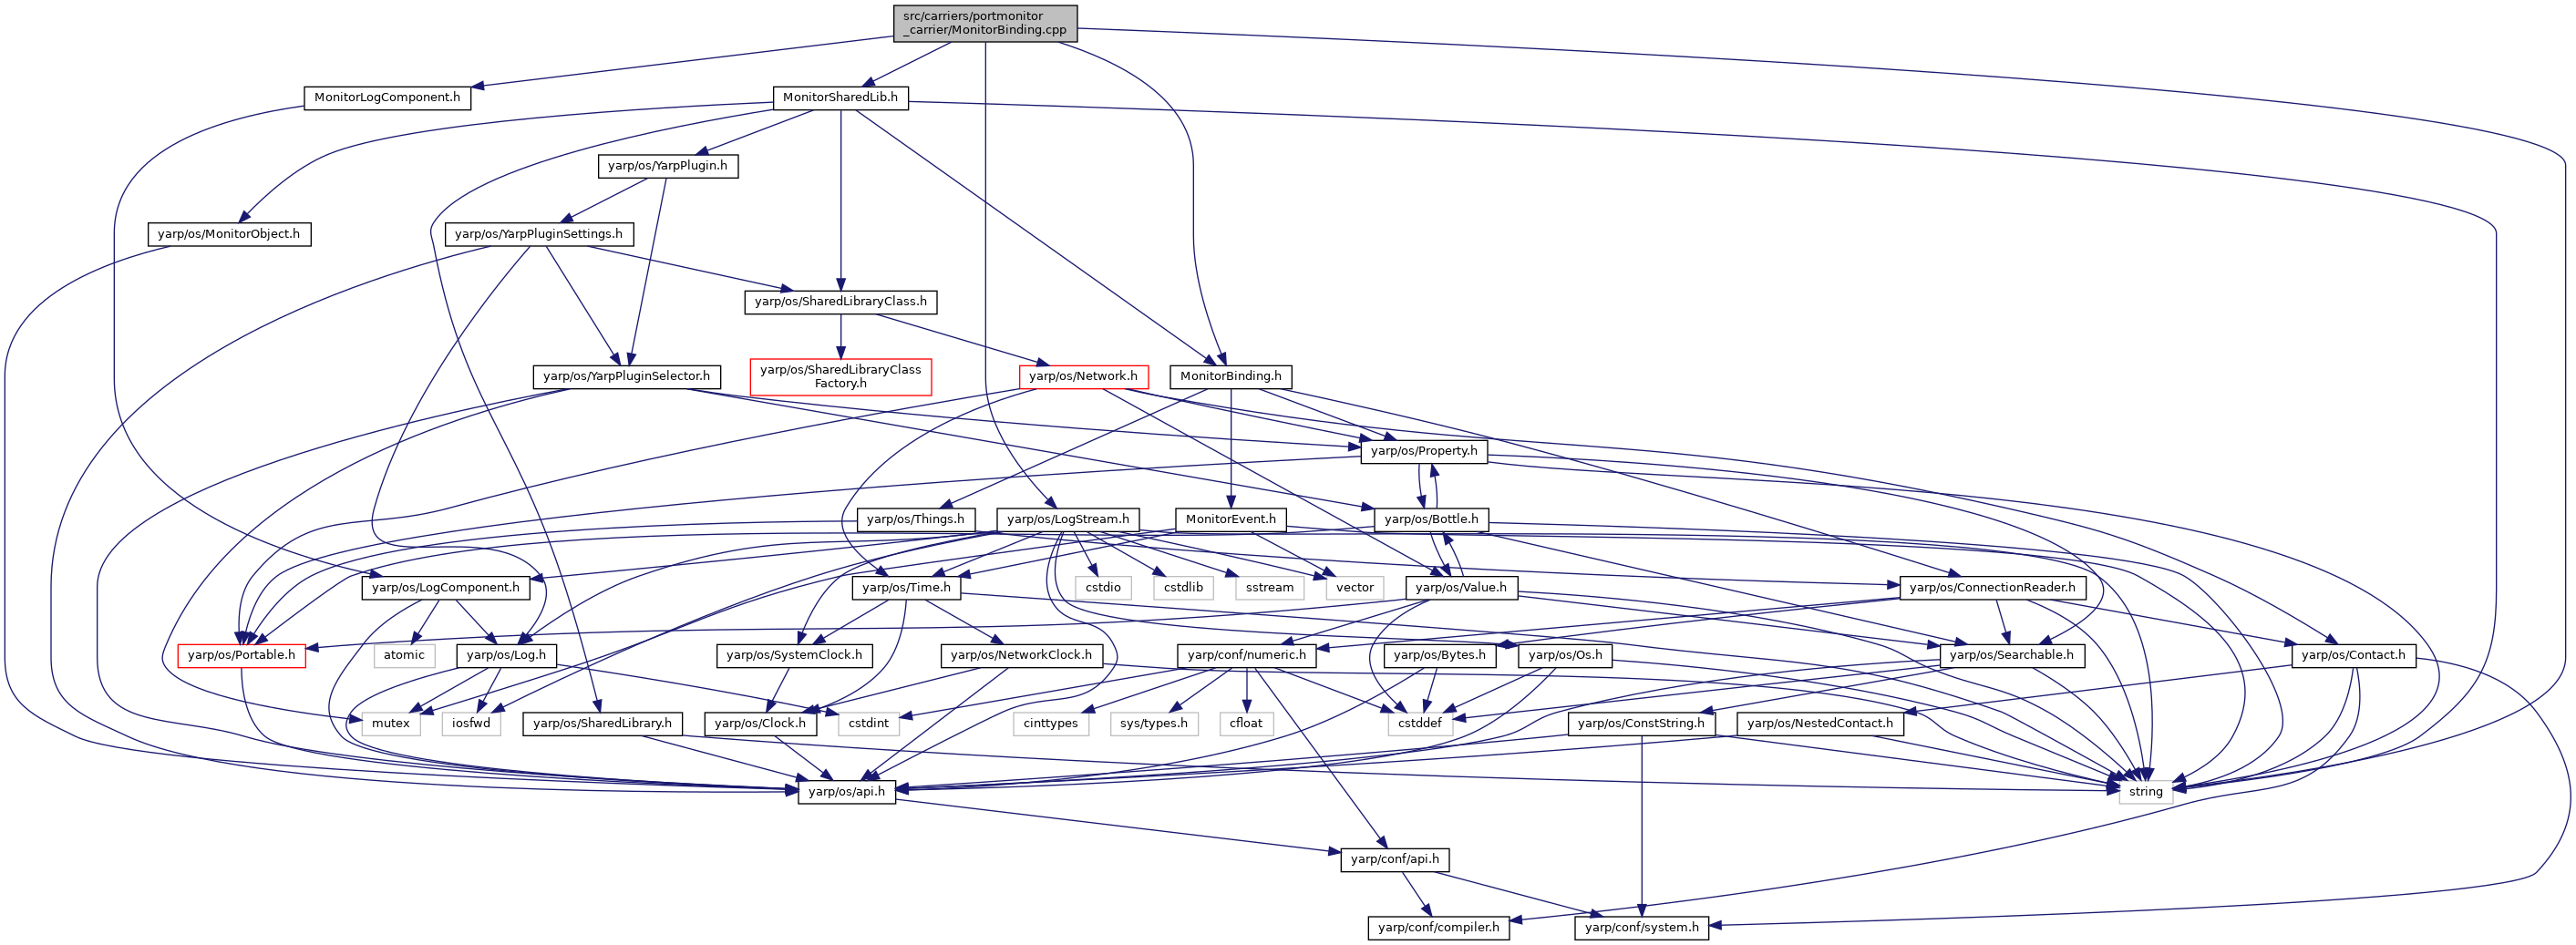 src/carriers/portmonitor
_carrier/MonitorBinding.cpp
MonitorLogComponent.h
MonitorSharedLib.h
yarp/os/YarpPlugin.h
yarp/os/MonitorObject.h
yarp/os/YarpPluginSettings.h
yarp/os/SharedLibraryClass.h
yarp/os/YarpPluginSelector.h
yarp/os/SharedLibraryClass
Factory.h
yarp/os/Network.h
MonitorBinding.h
yarp/os/Property.h
yarp/os/Things.h
yarp/os/LogStream.h
MonitorEvent.h
yarp/os/Bottle.h
yarp/os/LogComponent.h
yarp/os/Time.h
cstdio
cstdlib
sstream
vector
yarp/os/Value.h
yarp/os/ConnectionReader.h
yarp/os/Portable.h
atomic
yarp/os/Log.h
yarp/os/SystemClock.h
yarp/os/NetworkClock.h
yarp/conf/numeric.h
yarp/os/Bytes.h
yarp/os/Os.h
yarp/os/Searchable.h
yarp/os/Contact.h
mutex
iosfwd
yarp/os/SharedLibrary.h
yarp/os/Clock.h
cstdint
cinttypes
sys/types.h
cfloat
cstddef
yarp/os/ConstString.h
yarp/os/NestedContact.h
yarp/os/api.h
string
yarp/conf/api.h
yarp/conf/compiler.h
yarp/conf/system.h